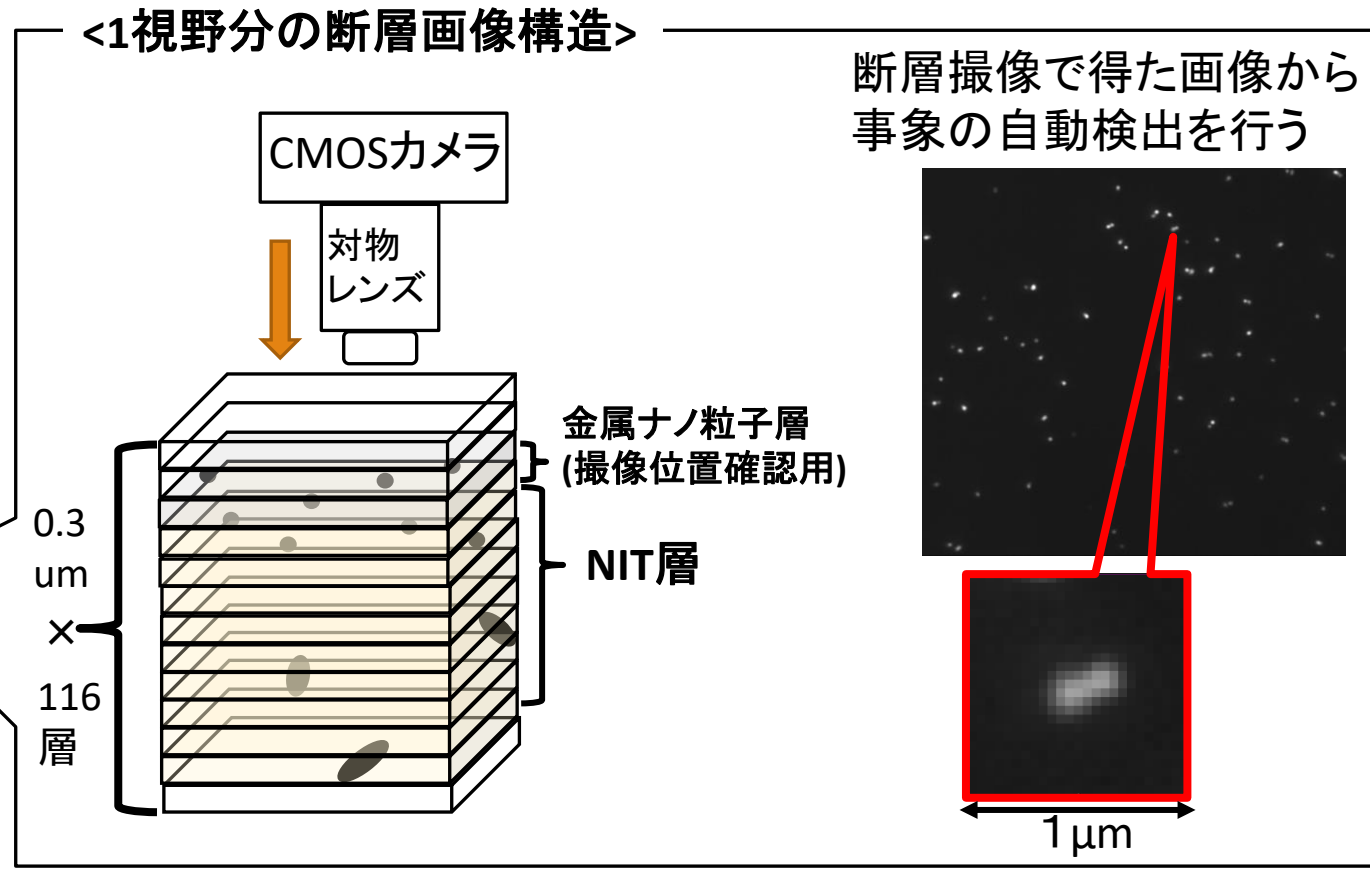 <1視野分の断層画像構造>
断層撮像で得た画像から
事象の自動検出を行う
CMOSカメラ
対物
レンズ
金属ナノ粒子層
(撮像位置確認用)
NIT層
0.3
um
×
116
層
1μm